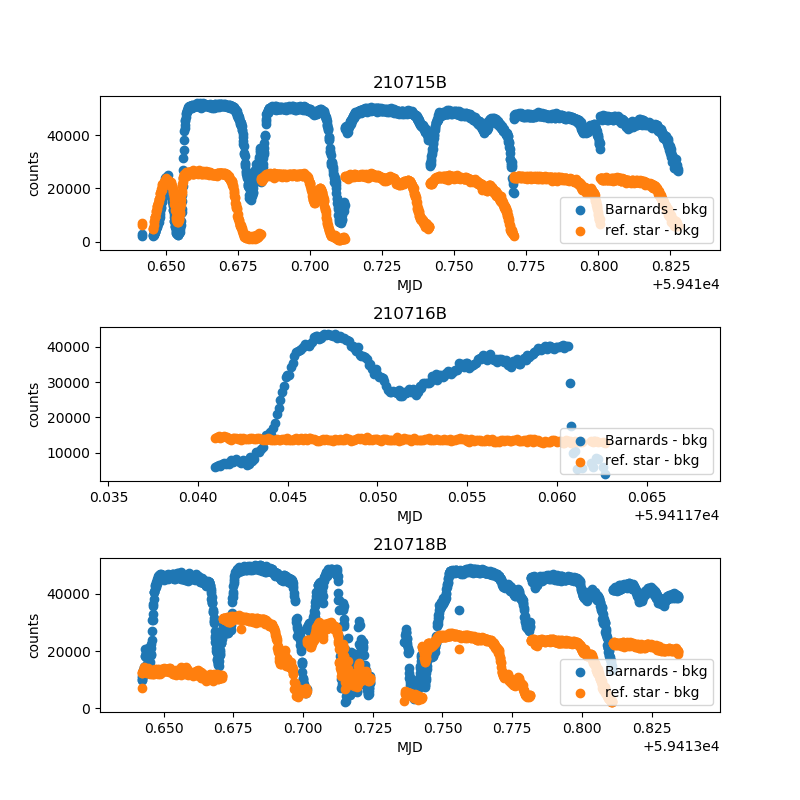 210715B
counts
40000
20000
0
Barnards - bkg
ref. star - bkg
0.650 0.675 0.700 0.725 0.750 0.775 0.800 0.825
MJD
+5.941e4
210716B
counts
40000
30000
20000
10000
Barnards - bkg
ref. star - bkg
0.035 0.040 0.045 0.050 0.055 0.060 0.065
MJD
+5.94117e4
210718B
counts
40000
20000
0
Barnards - bkg
ref. star - bkg
0.650 0.675 0.700 0.725 0.750 0.775 0.800 0.825
MJD
+5.9413e4